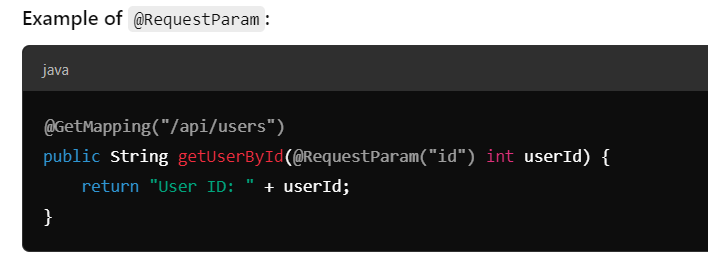 Example of @RequestParam:
java
@GetMapping("/api/users")
public String getUserById(@RequestParam("id") int userId) {
    return "User ID: " + userId;
}